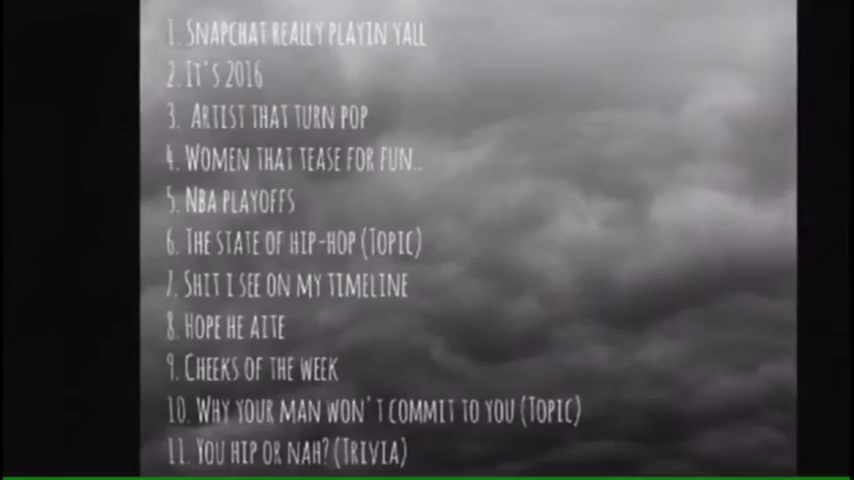 1. Snapchat really playin yall
2. It's 2016
3. Artist that turn pop
4. Women that tease for fun..
5. NBA playoffs
6. The state of hip-hop (Topic)
7. Shit i see on my timeline
8. Hope he aite
9. Cheeks of the week
10. Why your man won't commit to you (Topic)
11. You hip or nah? (Trivia)